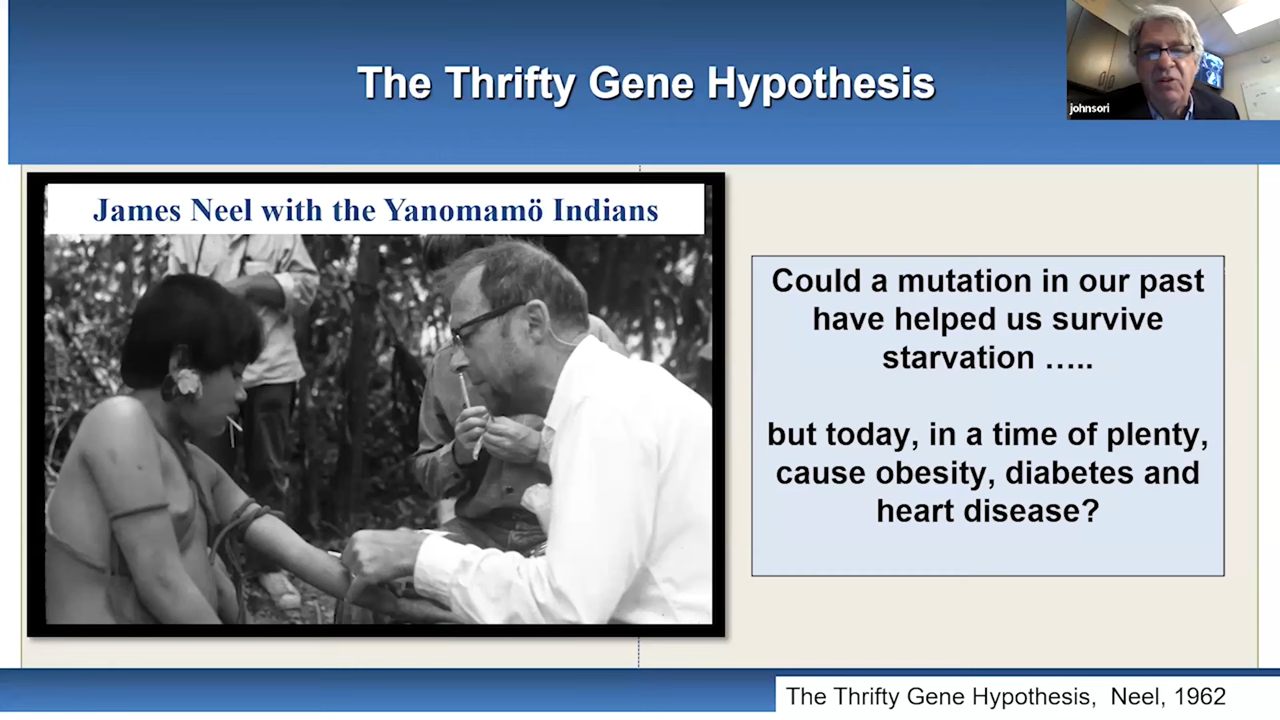 The Thrifty Gene Hypothesis
johnsori
James Neel with the Yanomamö Indians
Could a mutation in our past
have helped us survive
starvation …..
but today, in a time of plenty,
cause obesity, diabetes and
heart disease?
The Thrifty Gene Hypothesis, Neel, 1962